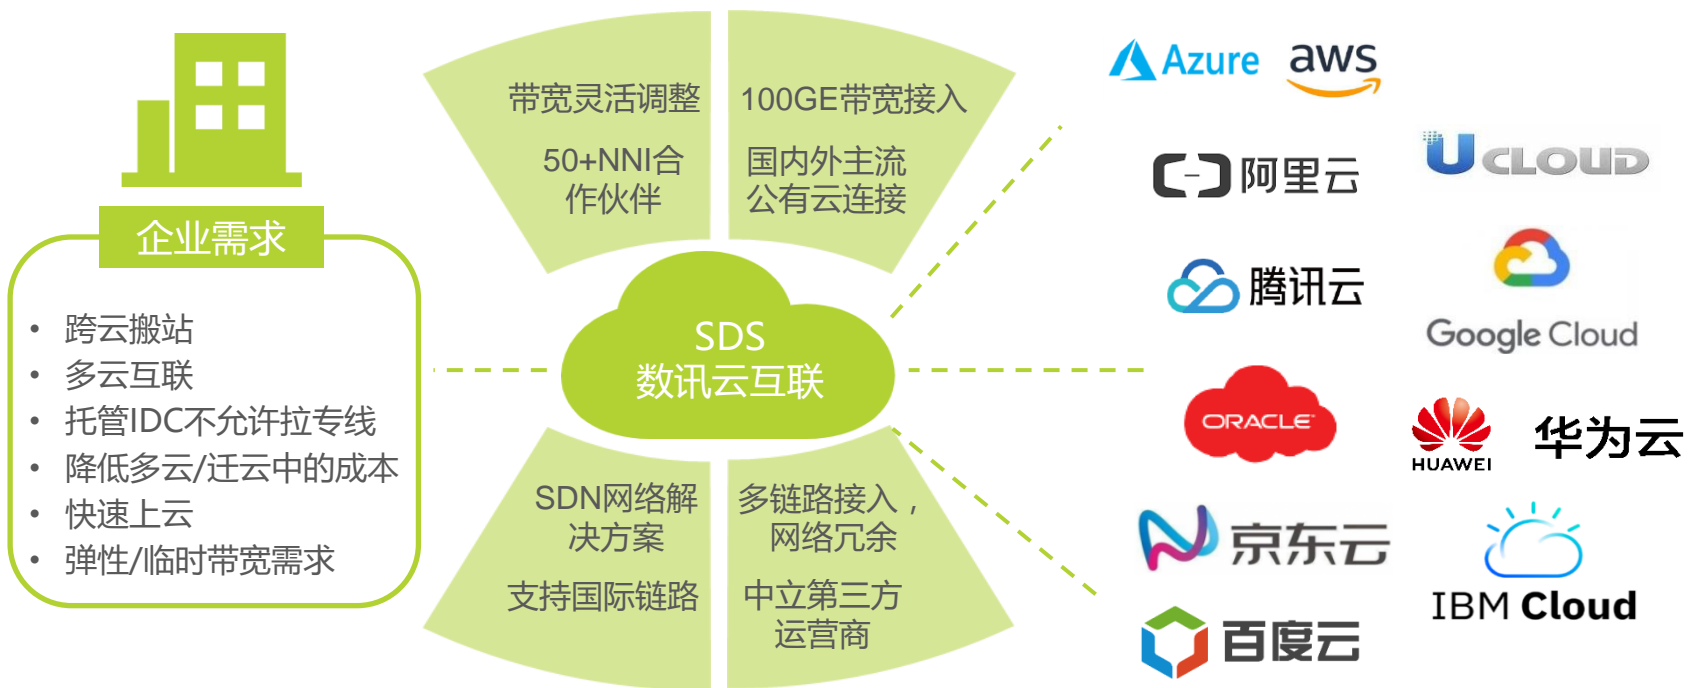 企业需求
• 跨云搬站
• 多云互联
• 托管IDC不允许拉专线
• 降低多云/迁云中的成本
• 快速上云
• 弹性/临时带宽需求
带宽灵活调整
50+NNI合
作伙伴
100GE带宽接入
国内外主流
公有云连接
SDS
数讯云互联
SDN网络解
决方案
支持国际链路
多链路接入，
网络冗余
中立第三方
运营商
Azure
aws
阿里云
UCLOUD
腾讯云
Google Cloud
ORACLE
HUAWEI
华为云
京东云
IBM Cloud
百度云